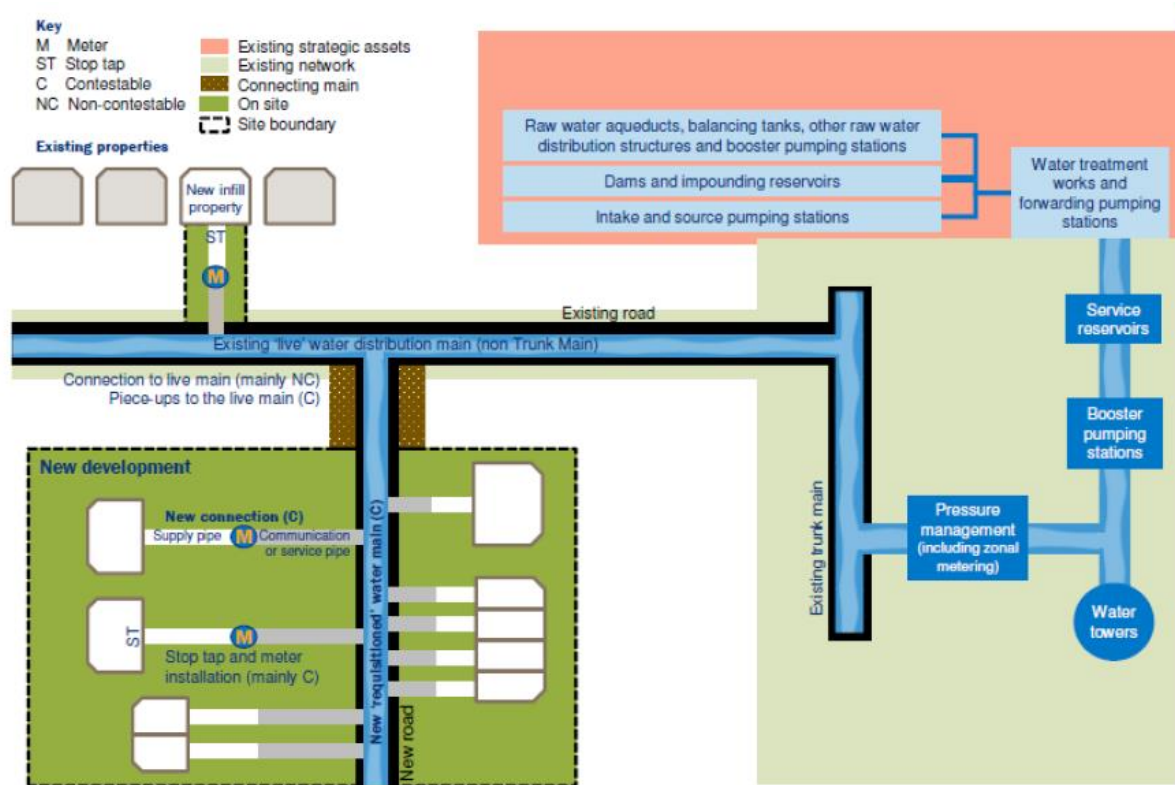 Key
M Meter
ST Stop tap
C Contestable
NC Non-contestable
Existing strategic assets
Existing network
Connecting main
On site
Site boundary
Existing properties
New infill
property
ST
M
Raw water aqueducts, balancing tanks, other raw water
distribution structures and booster pumping stations
Dams and impounding reservoirs
Intake and source pumping stations
Water treatment
works and
forwarding pumping
stations
Existing road
Existing 'live' water distribution main (non Trunk Main)
Connection to live main (mainly NC)
Piece-ups to the live main (C)
Service
reservoirs
Booster
pumping
stations
Pressure
management
(including zonal
metering)
Water
towers
Existing trunk main
New development
New connection (C)
Supply pipe
M
Communication
or service pipe
ST
M
Stop tap and meter
installation (mainly C)
New 'requisitioned' water main (C)
New road